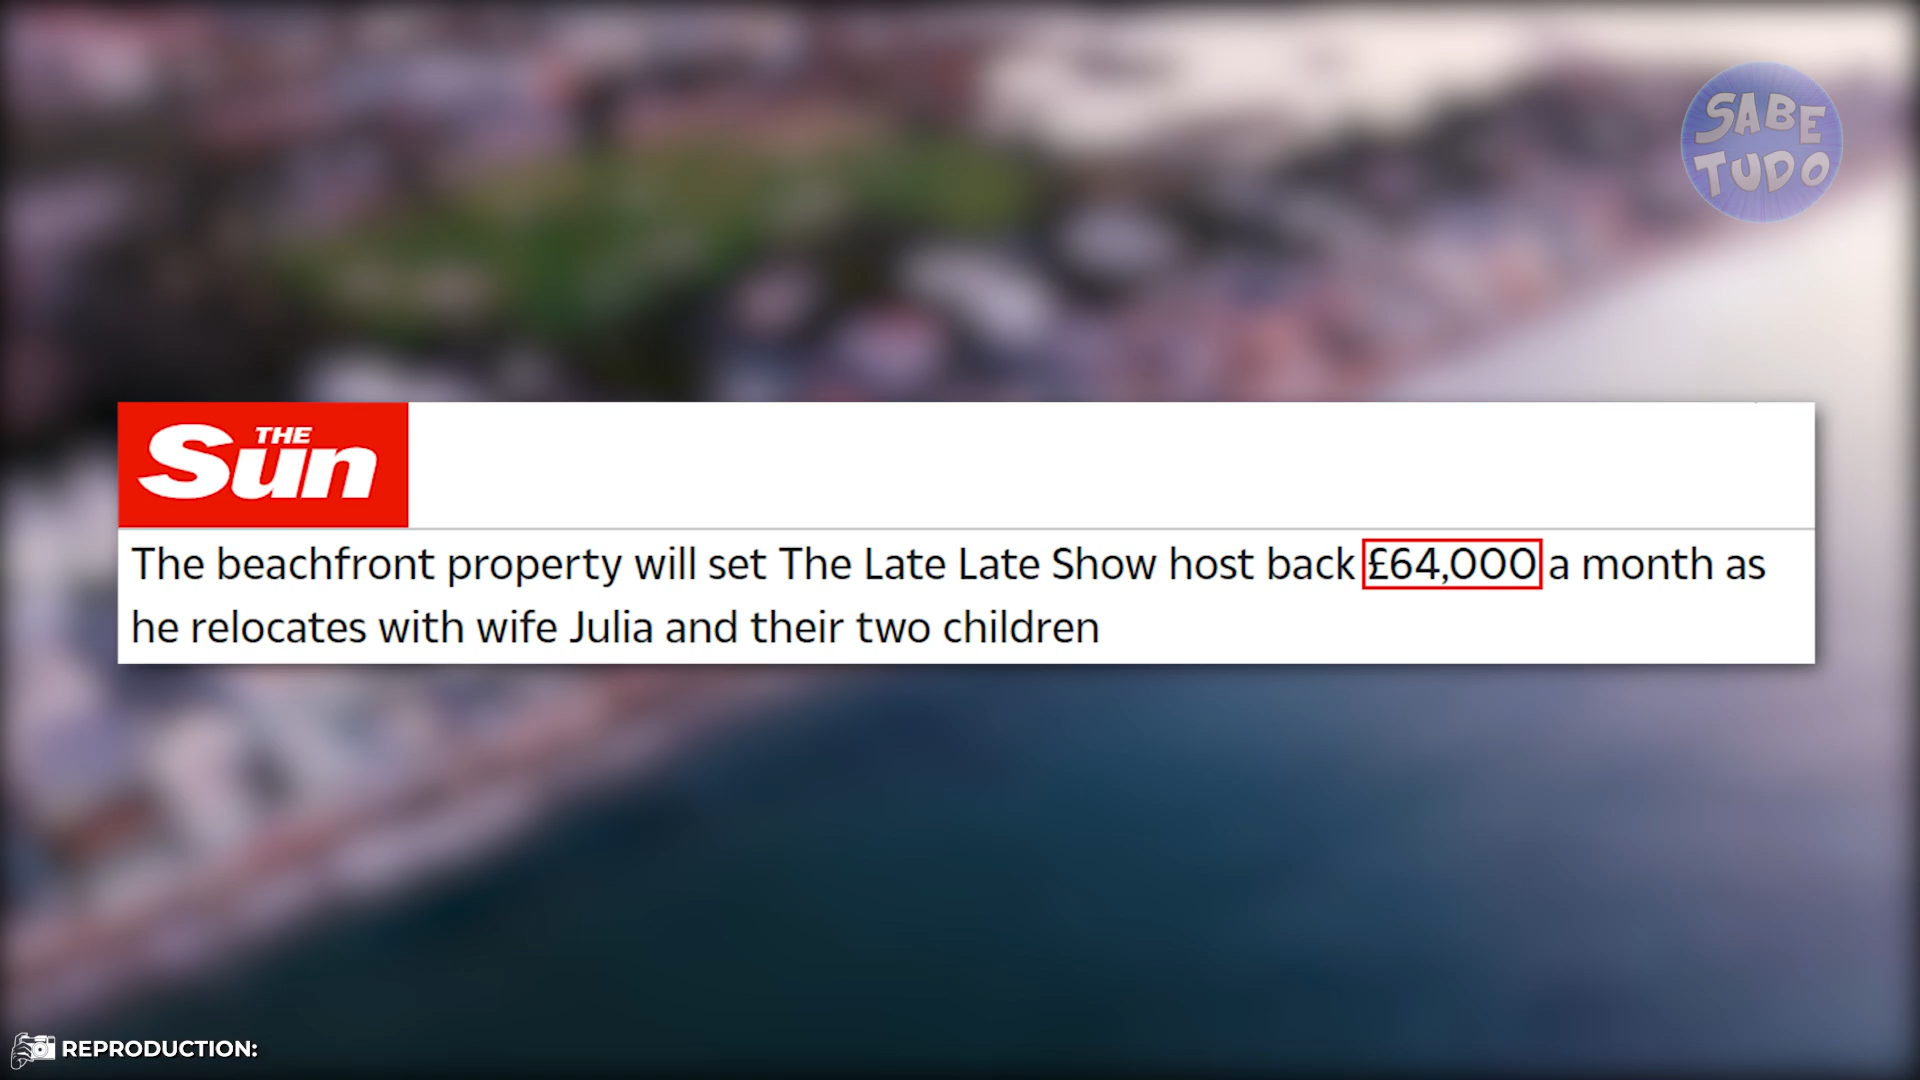 SABE
TUDO
THE
Sun
The beachfront property will set The Late Late Show host back £64,000 a month as
he relocates with wife Julia and their two children
REPRODUCTION: